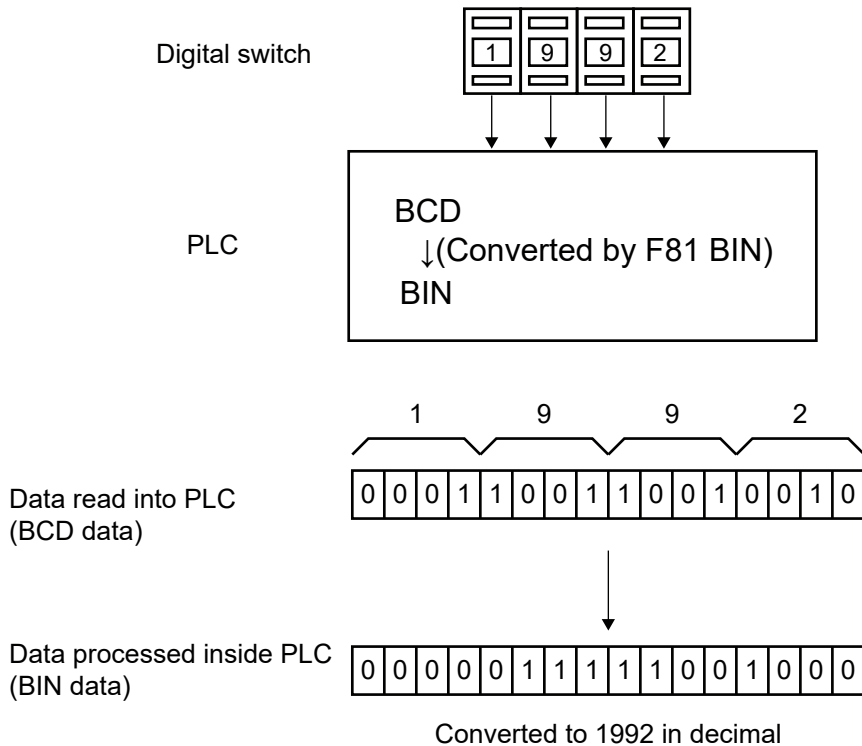 Digital switch
1 9 9 2
PLC
BCD
↓(Converted by F81 BIN)
BIN
1 9 9 2
Data read into PLC
(BCD data)
0 0 0 1 1 0 0 1 1 0 0 1 0 0 1 0
Data processed inside PLC
(BIN data)
0 0 0 0 0 1 1 1 1 1 0 0 1 0 0 0
Converted to 1992 in decimal